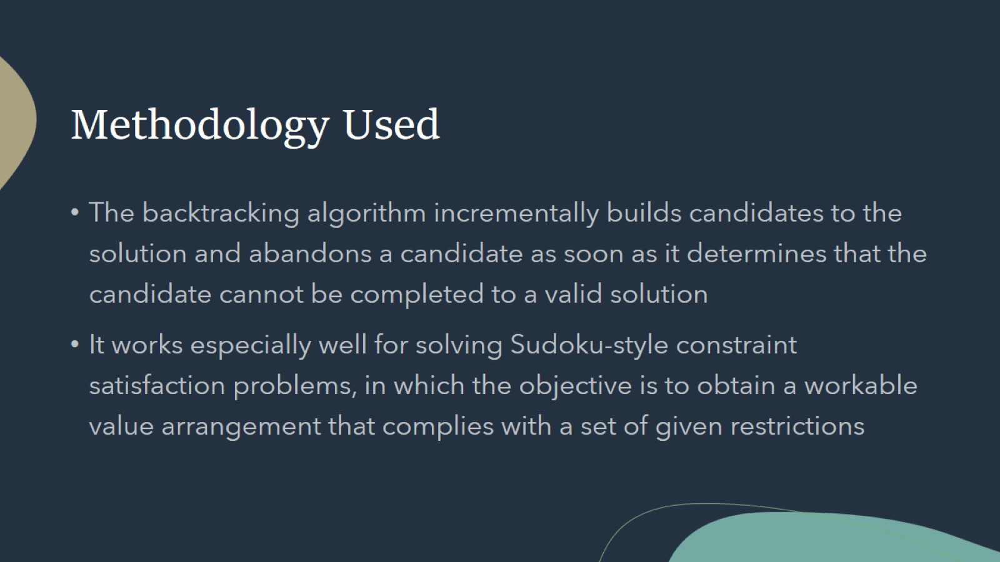 Methodology Used
• The backtracking algorithm incrementally builds candidates to the
solution and abandons a candidate as soon as it determines that the
candidate cannot be completed to a valid solution
• It works especially well for solving Sudoku-style constraint
satisfaction problems, in which the objective is to obtain a workable
value arrangement that complies with a set of given restrictions